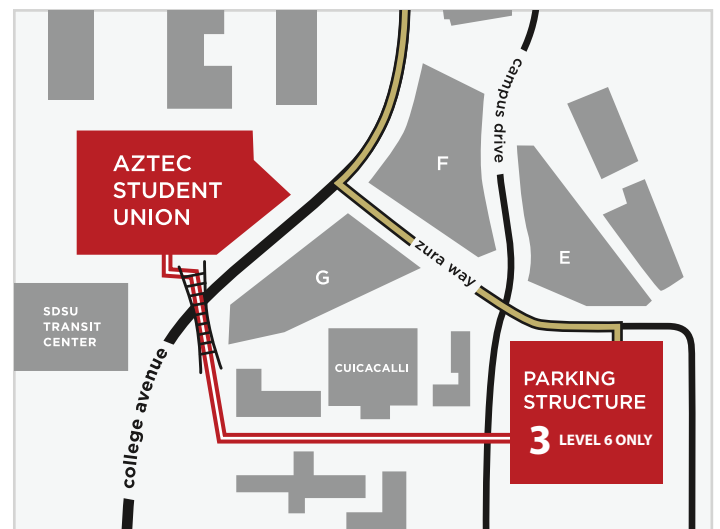 campus drive
F
AZTEC
STUDENT
UNION
zura way
E
G
SDSU
TRANSIT
CENTER
CUICACALLI
college avenue
PARKING
STRUCTURE
3 LEVEL 6 ONLY